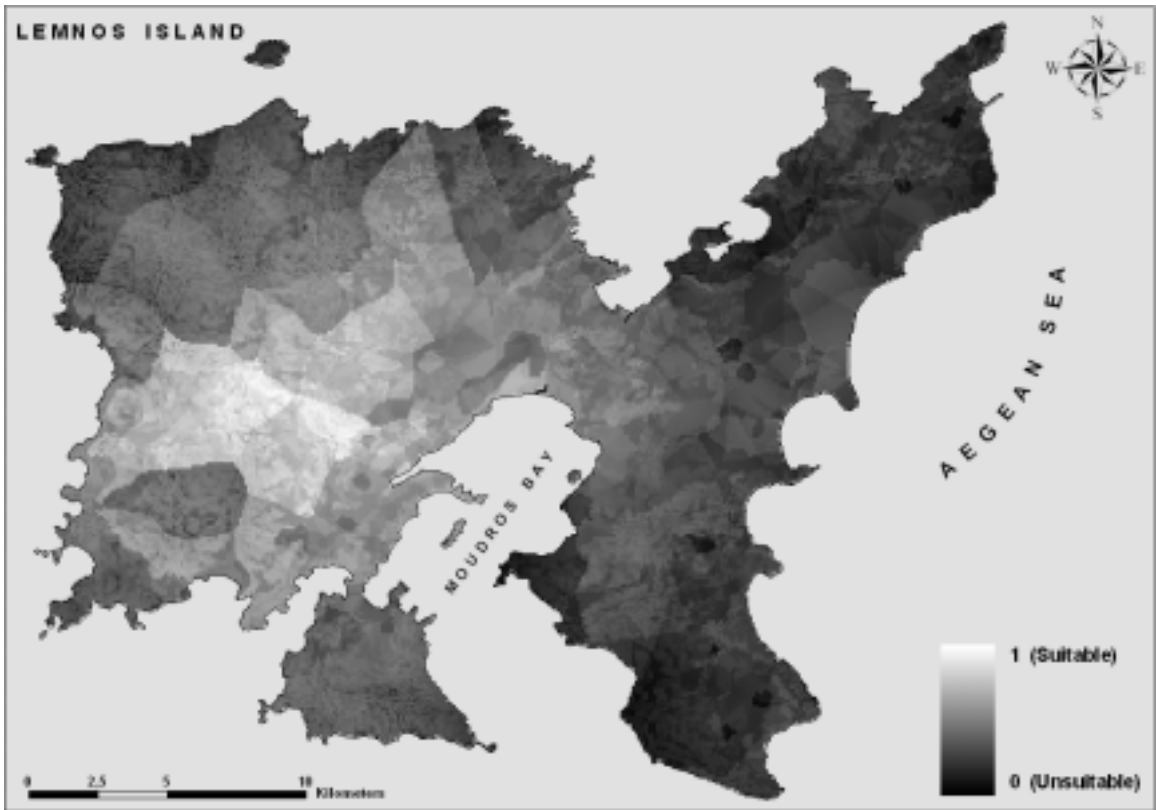 LEMNOS ISLAND
N
W E
S
AEGEAN SEA
MOUDROS BAY
1 (Suitable)
0 (Unsuitable)
0 2.5 5 10
Kilometers